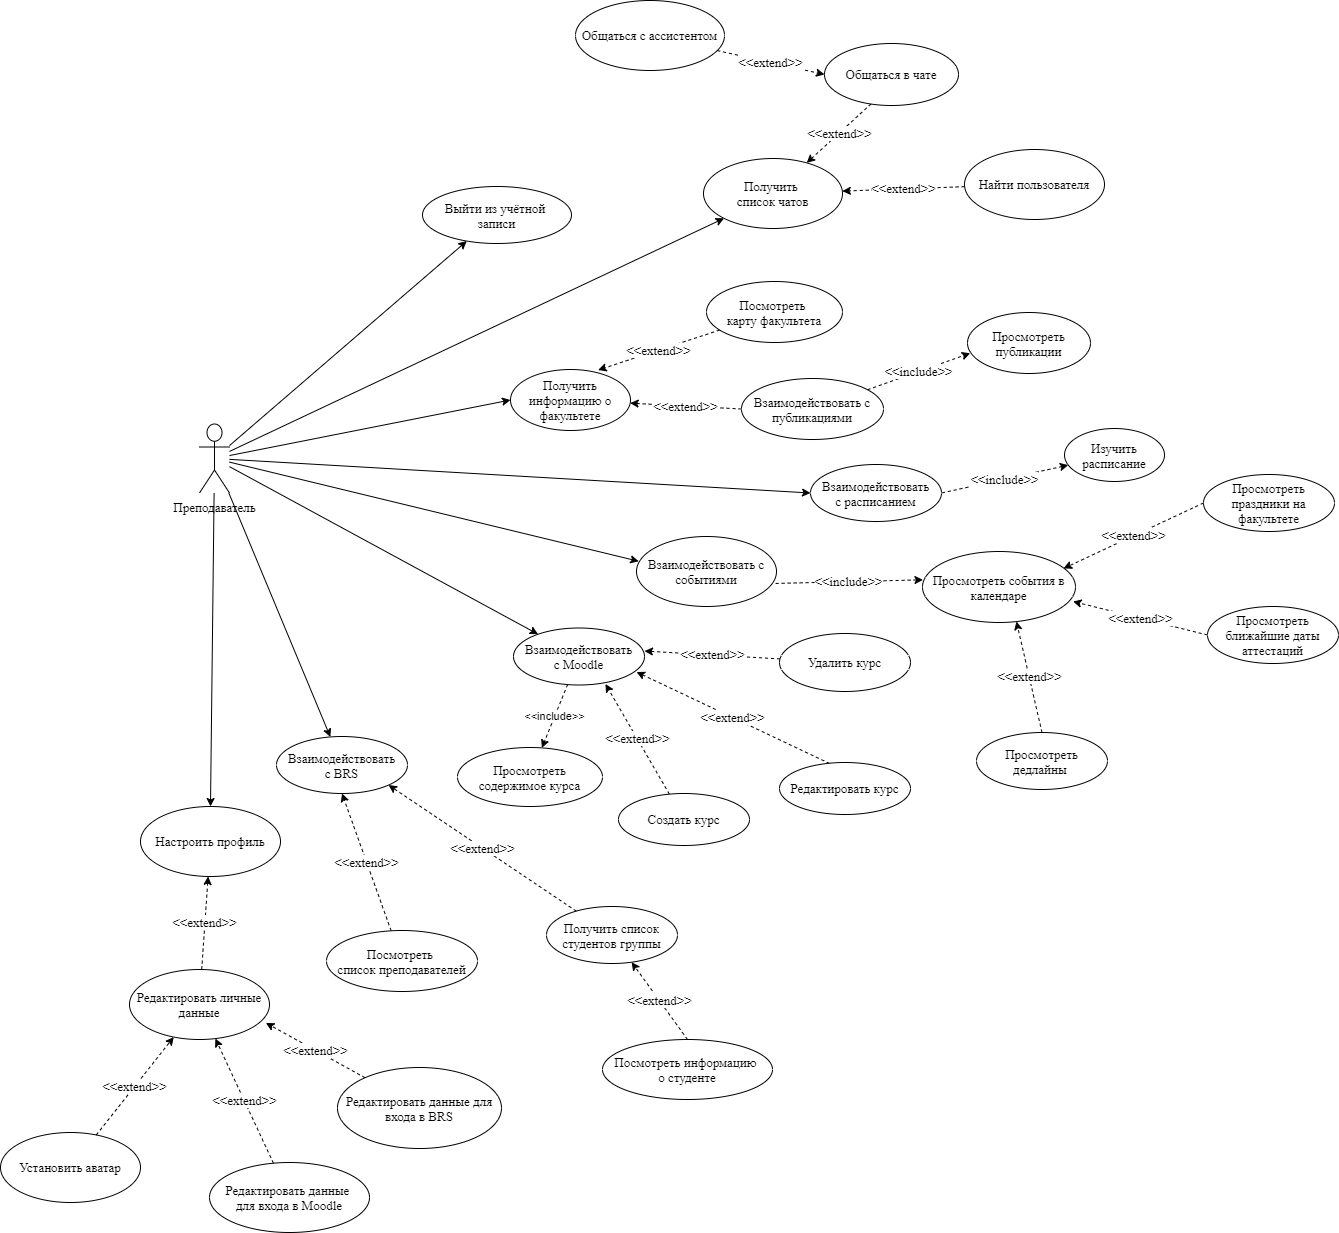 Общаться с ассистентом
<<extend>>
Общаться в чате
<<extend>>
Получить
список чатов
<<extend>>
Найти пользователя
Выйти из учётной
записи
Посмотреть
карту факультета
<<extend>>
Просмотреть
публикации
<<include>>
Получить
информацию о
факультете
<<extend>>
Взаимодействовать с
публикациями
Преподаватель
Изучить
расписание
<<include>>
Взаимодействовать
с расписанием
Просмотреть
праздники на
факультете
<<extend>>
Взаимодействовать с
событиями
<<include>>
Просмотреть события в
календаре
<<extend>>
Просмотреть
ближайшие даты
аттестаций
<<extend>>
Просмотреть
дедлайны
Взаимодействовать
с Moodle
<<extend>>
Удалить курс
<<include>>
<<extend>>
<<extend>>
Просмотреть
содержимое курса
Создать курс
Редактировать курс
Взаимодействовать
с BRS
<<extend>>
<<extend>>
Настроить профиль
<<extend>>
Посмотреть
список преподавателей
Получить список
студентов группы
<<extend>>
Посмотреть информацию
о студенте
Редактировать личные
данные
<<extend>>
<<extend>>
<<extend>>
Редактировать данные для
входа в BRS
Установить аватар
Редактировать данные
для входа в Moodle